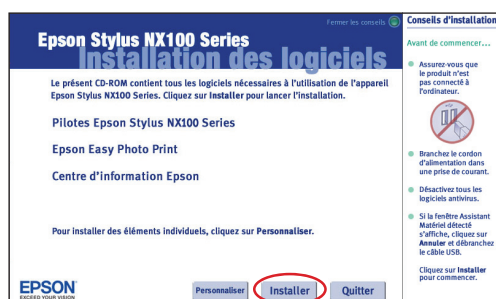 Fermer les conseils
Epson Stylus NX100 Series
Installation des logiciels
Le présent CD-ROM contient tous les logiciels nécessaires à l'utilisation de l'appareil
Epson Stylus NX100 Series. Cliquez sur Installer pour lancer l'installation.
Pilotes Epson Stylus NX100 Series
Epson Easy Photo Print
Centre d'information Epson
Pour installer des éléments individuels, cliquez sur Personnaliser.
EPSON
EXCEED YOUR VISION
Personnaliser
Installer
Quitter
Conseils d'installation
Avant de commencer...
Assurez-vous que
le produit n'est
pas connecté à
l'ordinateur.
Branchez le cordon
d'alimentation dans
une prise de courant.
Désactivez tous les
logiciels antivirus.
Si la fenêtre Assistant
Matériel détecté
s'affiche, cliquez sur
Annuler et débranchez
le câble USB.
Cliquez sur Installer
pour commencer.